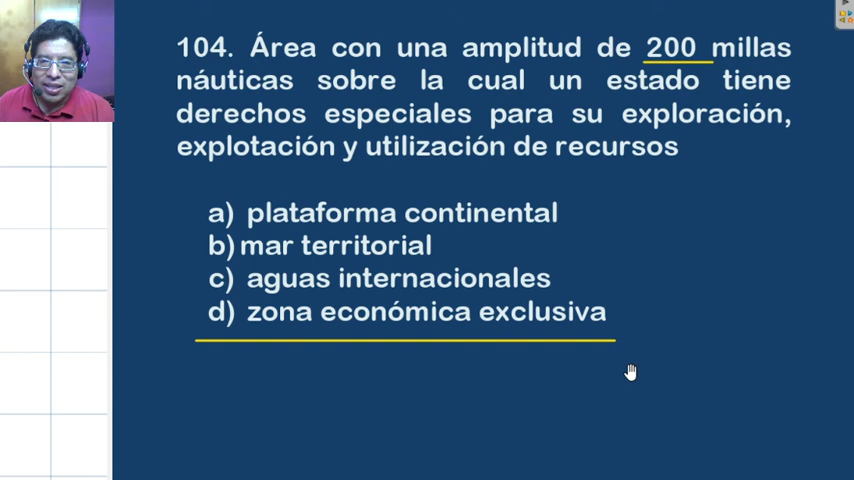 104. Área con una amplitud de 200 millas
náuticas sobre la cual un estado tiene
derechos especiales para su exploración,
explotación y utilización de recursos
a) plataforma continental
b) mar territorial
c) aguas internacionales
d) zona económica exclusiva